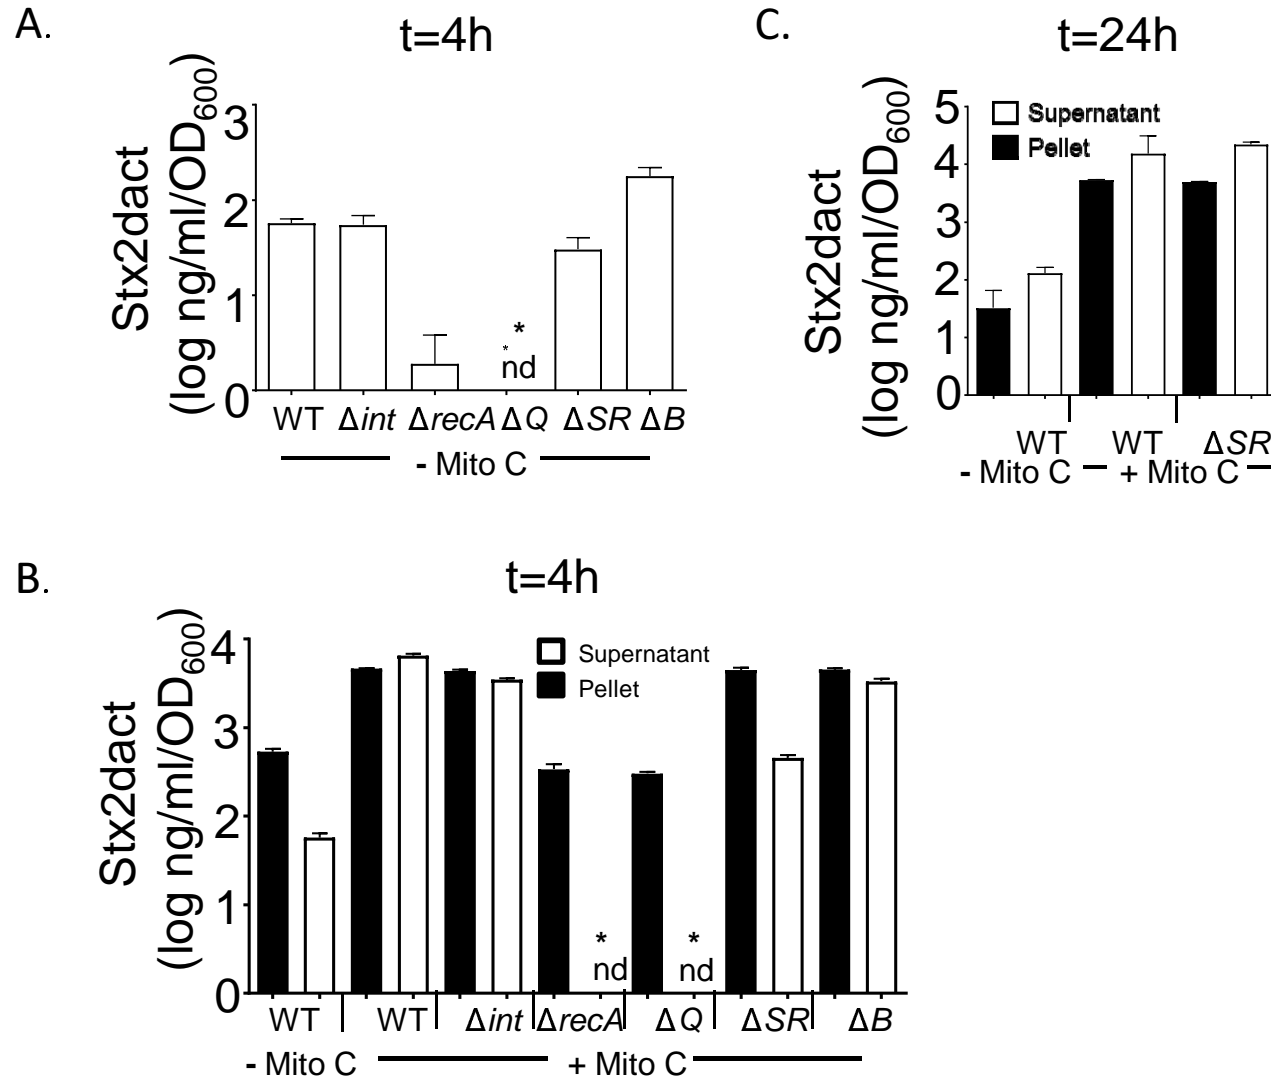 A.
t=4h
Stx2dact
(log ng/ml/OD600)
3
2
1
0
*
*
nd
WT Δint ΔrecA ΔQ ΔSR ΔB
- Mito C
C.
t=24h
Stx2dact
(log ng/ml/OD600)
5
4
3
2
1
0
Supernatant
Pellet
WT WT ΔSR
- Mito C + Mito C
B.
t=4h
Stx2dact
(log ng/ml/OD600)
4
3
2
1
0
Supernatant
Pellet
* *
nd nd
WT WT Δint ΔrecA ΔQ ΔSR ΔB
- Mito C + Mito C